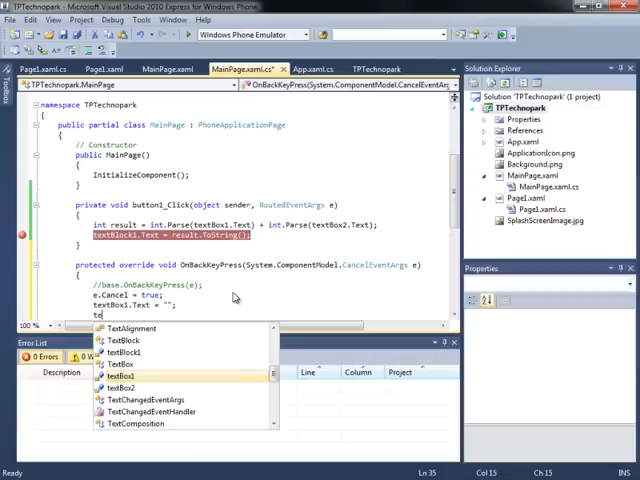 TPTechnopark - Microsoft Visual Studio 2010 Express for Windows Phone
File Edit View Project Debug Tools Window Help
Windows Phone Emulator
Page1.xaml.cs Page1.xaml MainPage.xaml MainPage.xaml.cs* App.xaml.cs TPTechnopark
Solution Explorer
Toolbox
TPTechnopark.MainPage
OnBackKeyPress(System.ComponentModel.CancelEventArg
Solution 'TPTechnopark' (1 project)
TPTechnopark
Properties
References
App.xaml
ApplicationIcon.png
Background.png
MainPage.xaml
MainPage.xaml.cs
Page1.xaml
Page1.xaml.cs
SplashScreenImage.jpg
namespace TPTechnopark
{
public partial class MainPage : PhoneApplicationPage
{
// Constructor
public MainPage()
{
InitializeComponent();
}
private void button1_Click(object sender, RoutedEventArgs e)
{
int result = int.Parse(textBox1.Text) + int.Parse(textBox2.Text);
textBlock1.Text = result.ToString();
}
protected override void OnBackKeyPress(System.ComponentModel.CancelEventArgs e)
{
//base.OnBackKeyPress(e);
e.Cancel = true;
textBox1.Text = "";
te
100 %
TextAlignment
TextBlock
textBlock1
TextBox
textBox1
textBox2
TextChangedEventArgs
TextChangedEventHandler
TextComposition
Properties
Error List
0 Errors 0 W
Description Line Column Project
Ready Ln 35 Col 15 Ch 15 INS